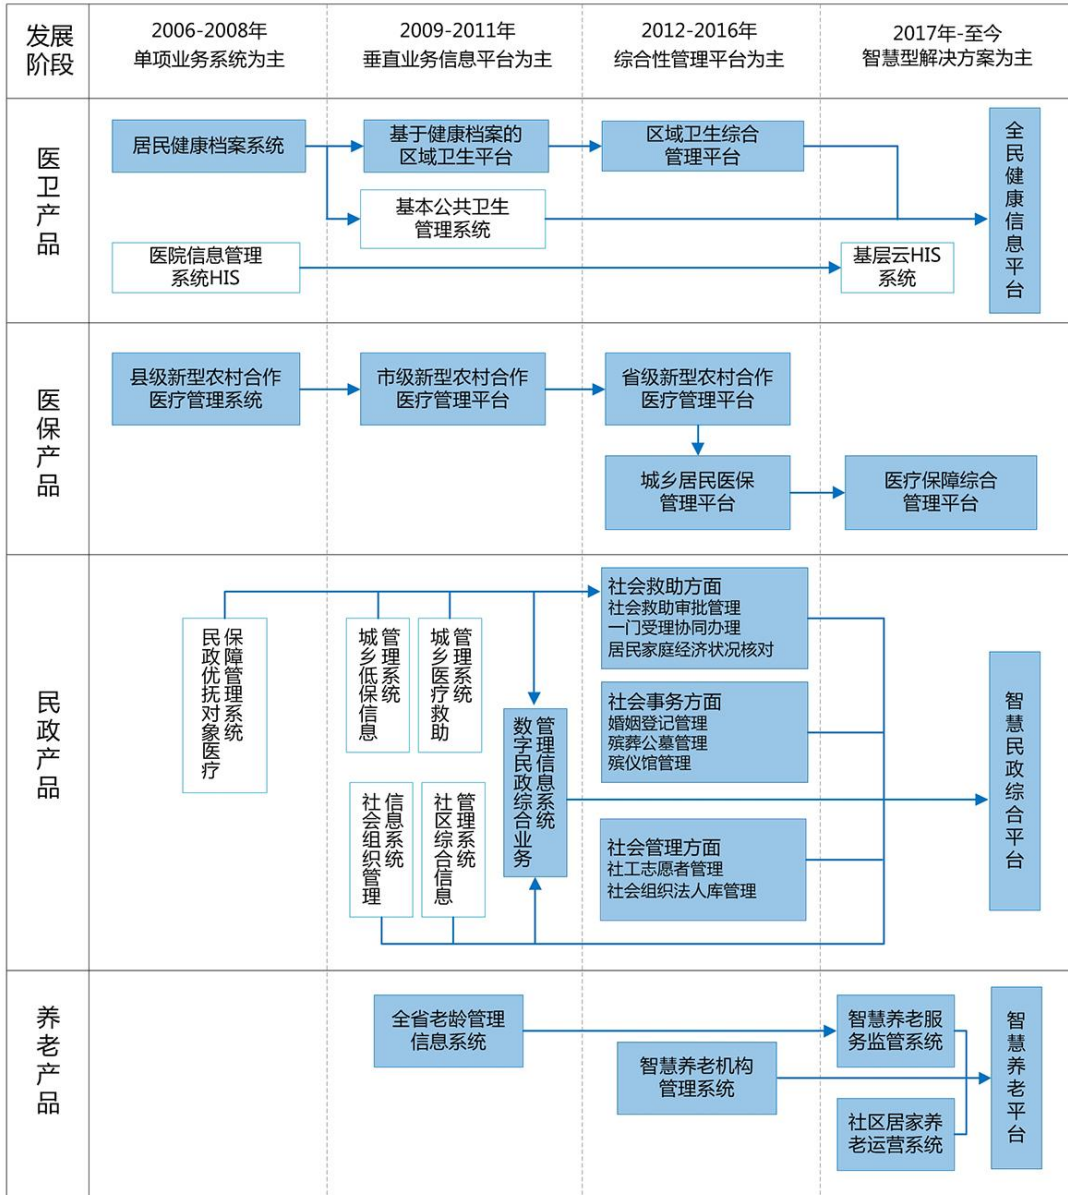 发展
阶段
2006-2008年
单项业务系统为主
2009-2011年
垂直业务信息平台为主
2012-2016年
综合性管理平台为主
2017年-至今
智慧型解决方案为主
医卫产品
居民健康档案系统
基于健康档案的
区域卫生平台
区域卫生综合
管理平台
全民健康信息平台
基本公共卫生
管理系统
医院信息管理
系统HIS
基层云HIS
系统
医保产品
县级新型农村合作
医疗管理系统
市级新型农村合作
医疗管理平台
省级新型农村合作
医疗管理平台
城乡居民医保
管理平台
医疗保障综合
管理平台
民政产品
民政优抚对象医疗
保障管理系统
城乡低保信息
管理系统
城乡医疗救助
管理系统
社会组织管理
信息系统
社区综合信息
管理系统
数字民政综合业务
管理信息系统
社会救助方面
社会救助审批管理
一门受理协同办理
居民家庭经济状况核对
社会事务方面
婚姻登记管理
殡葬公墓管理
殡仪馆管理
社会管理方面
社工志愿者管理
社会组织法人库管理
智慧民政综合平台
养老产品
全省老龄管理
信息系统
智慧养老机构
管理系统
智慧养老服
务监管系统
社区居家养
老运营系统
智慧养老平台